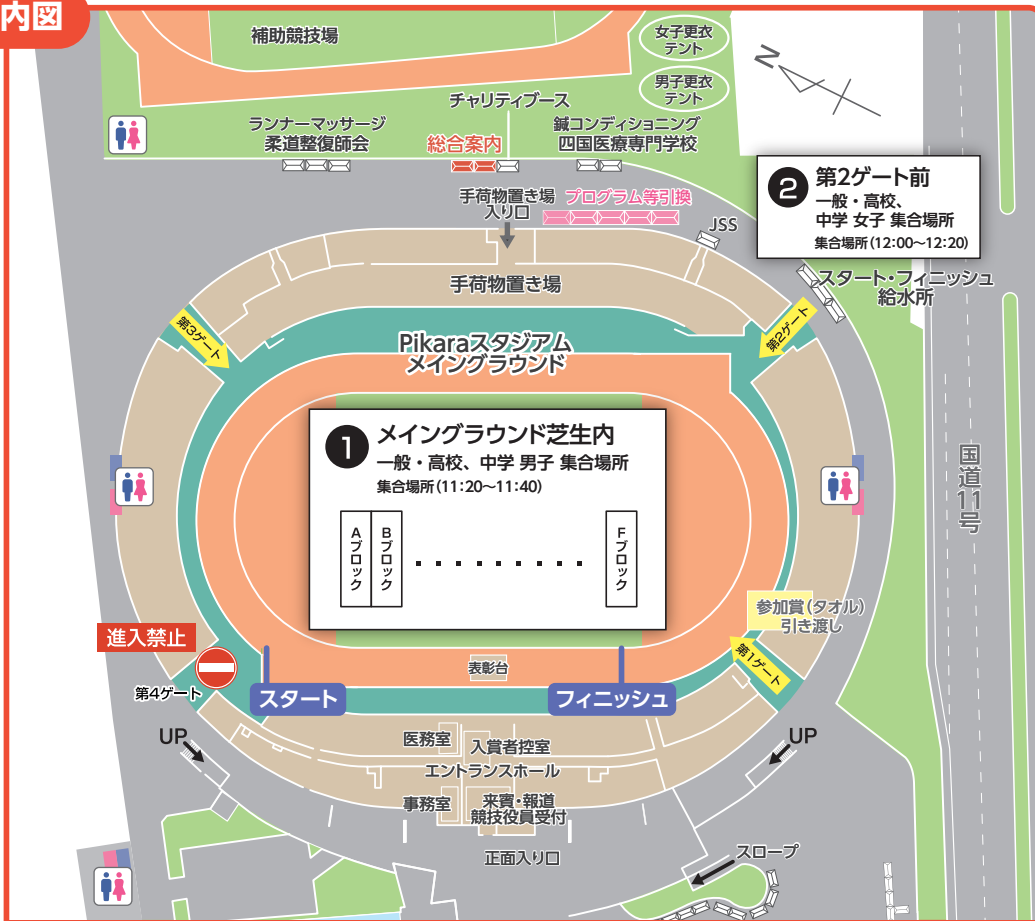 内図
補助競技場
女子更衣
テント
男子更衣
テント
N
チャリティブース
ランナーマッサージ
柔道整復師会
総合案内
鍼コンディショニング
四国医療専門学校
手荷物置き場
入り口
プログラム等引換
JSS
2 第2ゲート前
一般・高校、
中学 女子 集合場所
集合場所(12:00〜12:20)
スタート・フィニッシュ
給水所
手荷物置き場
第3ゲート
第2ゲート
Pikaraスタジアム
メイングラウンド
1 メイングラウンド芝生内
一般・高校、中学 男子 集合場所
集合場所(11:20〜11:40)
Aブロック
Bブロック
・・・・・・・・・
Fブロック
国道11号
参加賞(タオル)
引き渡し
第1ゲート
進入禁止
第4ゲート
表彰台
スタート
フィニッシュ
UP
UP
医務室
入賞者控室
エントランスホール
事務室
来賓・報道
競技役員受付
正面入り口
スロープ